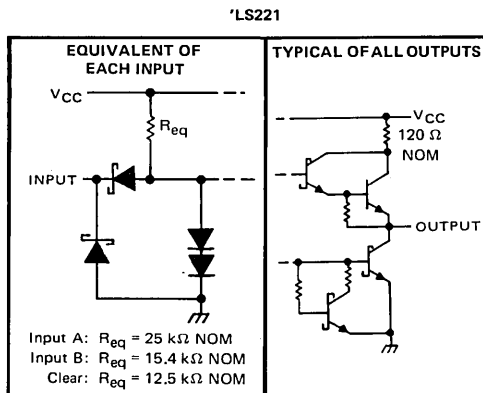 'LS221
EQUIVALENT OF
EACH INPUT
VCC
Req
INPUT
Input A: Req = 25 kΩ NOM
Input B: Req = 15.4 kΩ NOM
Clear: Req = 12.5 kΩ NOM
TYPICAL OF ALL OUTPUTS
VCC
120 Ω
NOM
OUTPUT